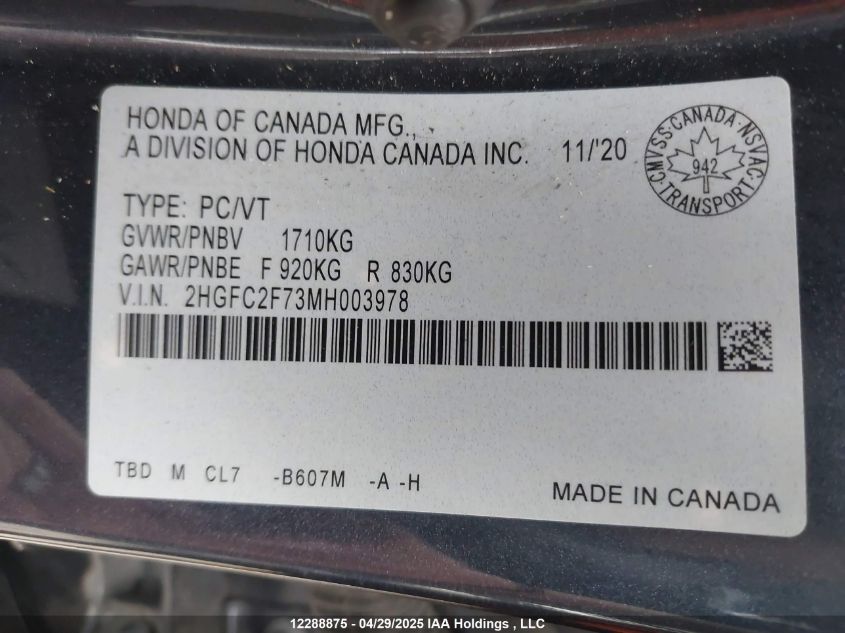 HONDA OF CANADA MFG.,
A DIVISION OF HONDA CANADA INC. 11/'20
CMVSS·CANADA·NSVAC·TRANSPORT
942
TYPE: PC/VT
GVWR/PNBV 1710KG
GAWR/PNBE F 920KG R 830KG
V.I.N. 2HGFC2F73MH003978
TBD M CL7 -B607M -A -H
MADE IN CANADA
12288875 - 04/29/2025 IAA Holdings , LLC